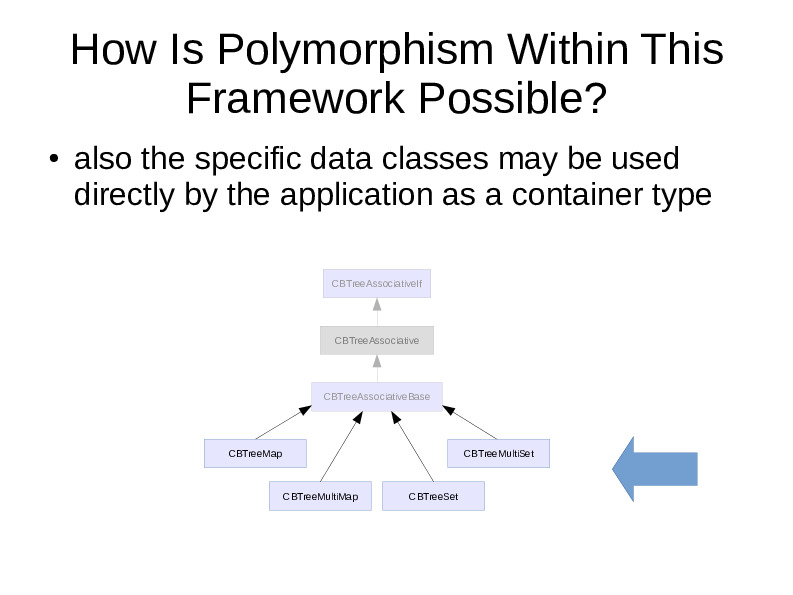 How Is Polymorphism Within This
Framework Possible?
• also the specific data classes may be used
directly by the application as a container type
CBTreeAssociativeIf
CBTreeAssociative
CBTreeAssociativeBase
CBTreeMap
CBTreeMultiSet
CBTreeMultiMap
CBTreeSet